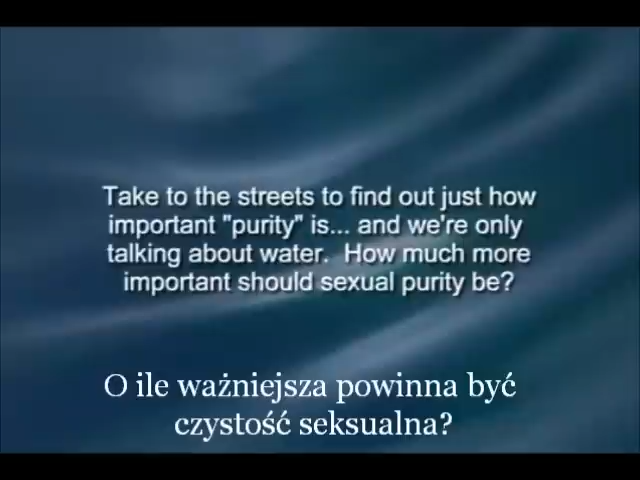 Take to the streets to find out just how
important "purity" is... and we're only
talking about water.  How much more
important should sexual purity be?
O ile ważniejsza powinna być
czystość seksualna?